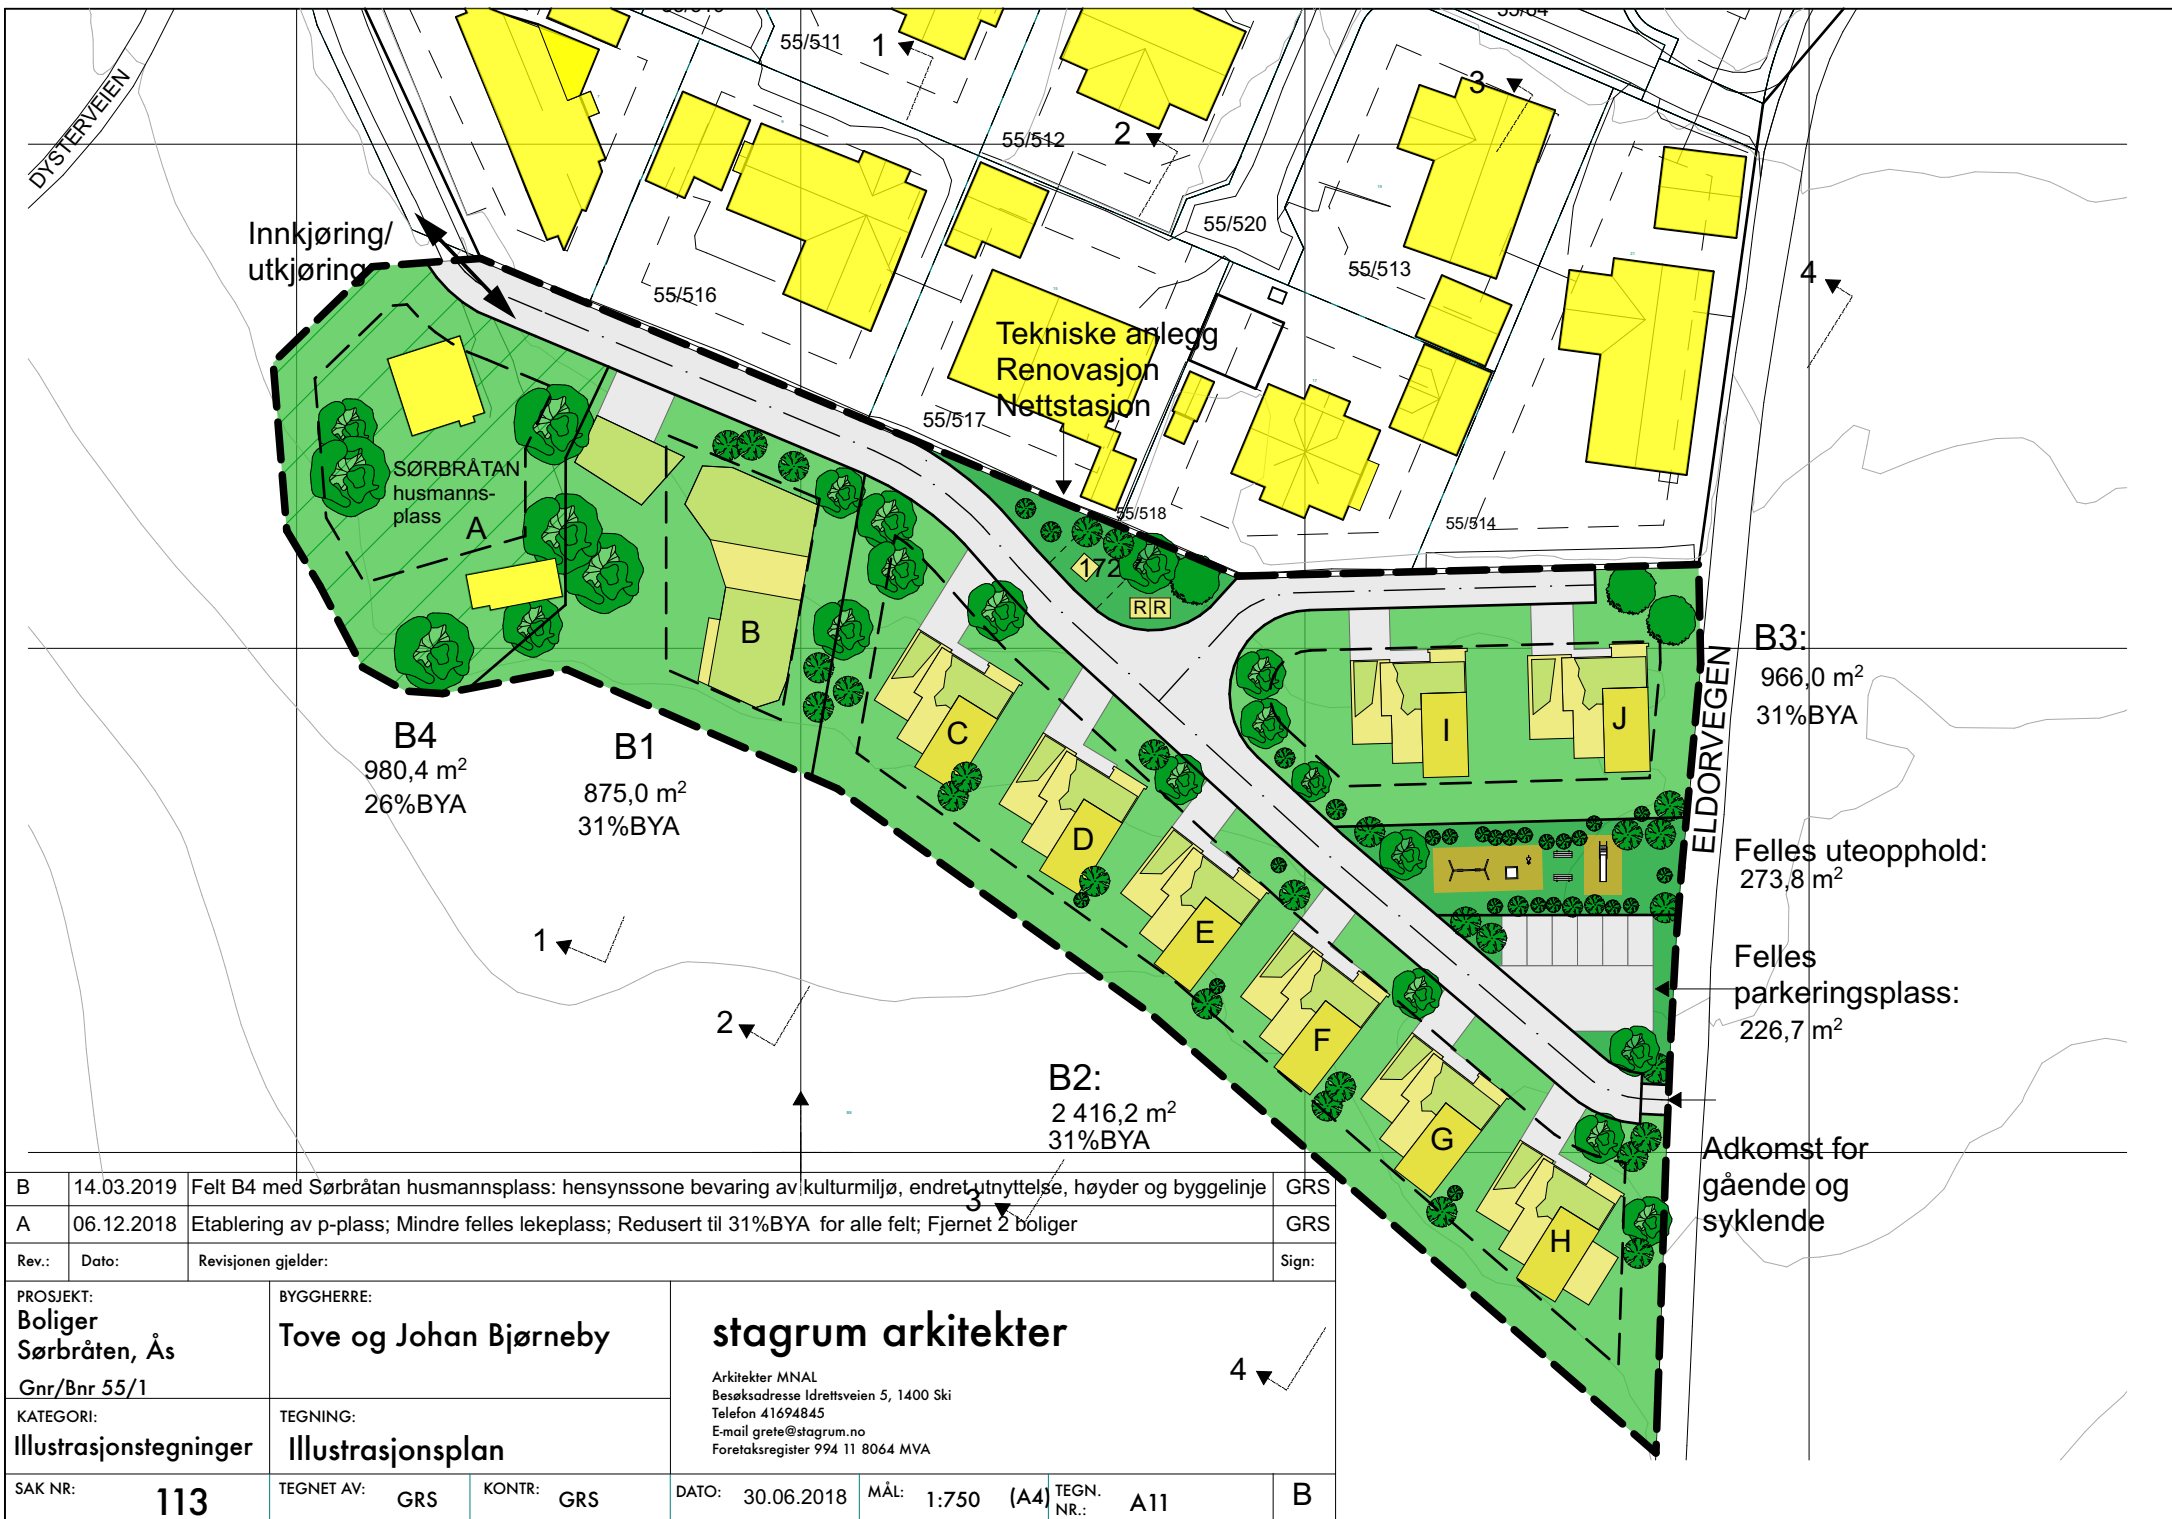 55/511
1
55/64
DYSTERVEIEN
3
2
55/512
Innkjøring/
utkjøring
55/520
55/513
4
55/516
Tekniske anlegg
Renovasjon
Nettstasjon
55/517
SØRBRÅTAN
husmanns-
plass
A
55/518
55/514
172
R R
B
B3:
966,0 m²
31%BYA
ELDORVEGEN
C
I
J
B4
980,4 m²
26%BYA
B1
875,0 m²
31%BYA
D
Felles uteopphold:
273,8 m²
E
1
Felles
parkeringsplass:
226,7 m²
2
F
B2:
2 416,2 m²
31%BYA
G
Adkomst for
gående og
syklende
H
3
4
B 14.03.2019 Felt B4 med Sørbråtan husmannsplass: hensynssone bevaring av kulturmiljø, endret utnyttelse, høyder og byggelinje GRS
A 06.12.2018 Etablering av p-plass; Mindre felles lekeplass; Redusert til 31%BYA for alle felt; Fjernet 2 boliger GRS
Rev.: Dato: Revisjonen gjelder: Sign:
PROSJEKT:
Boliger
Sørbråten, Ås
Gnr/Bnr 55/1
BYGGHERRE:
Tove og Johan Bjørneby
stagrum arkitekter
Arkitekter MNAL
Besøksadresse Idrettsveien 5, 1400 Ski
Telefon 41694845
E-mail grete@stagrum.no
Foretaksregister 994 11 8064 MVA
KATEGORI:
Illustrasjonstegninger
TEGNING:
Illustrasjonsplan
SAK NR: 113
TEGNET AV: GRS
KONTR: GRS
DATO: 30.06.2018
MÅL: 1:750 (A4)
TEGN.
NR.: A11
B